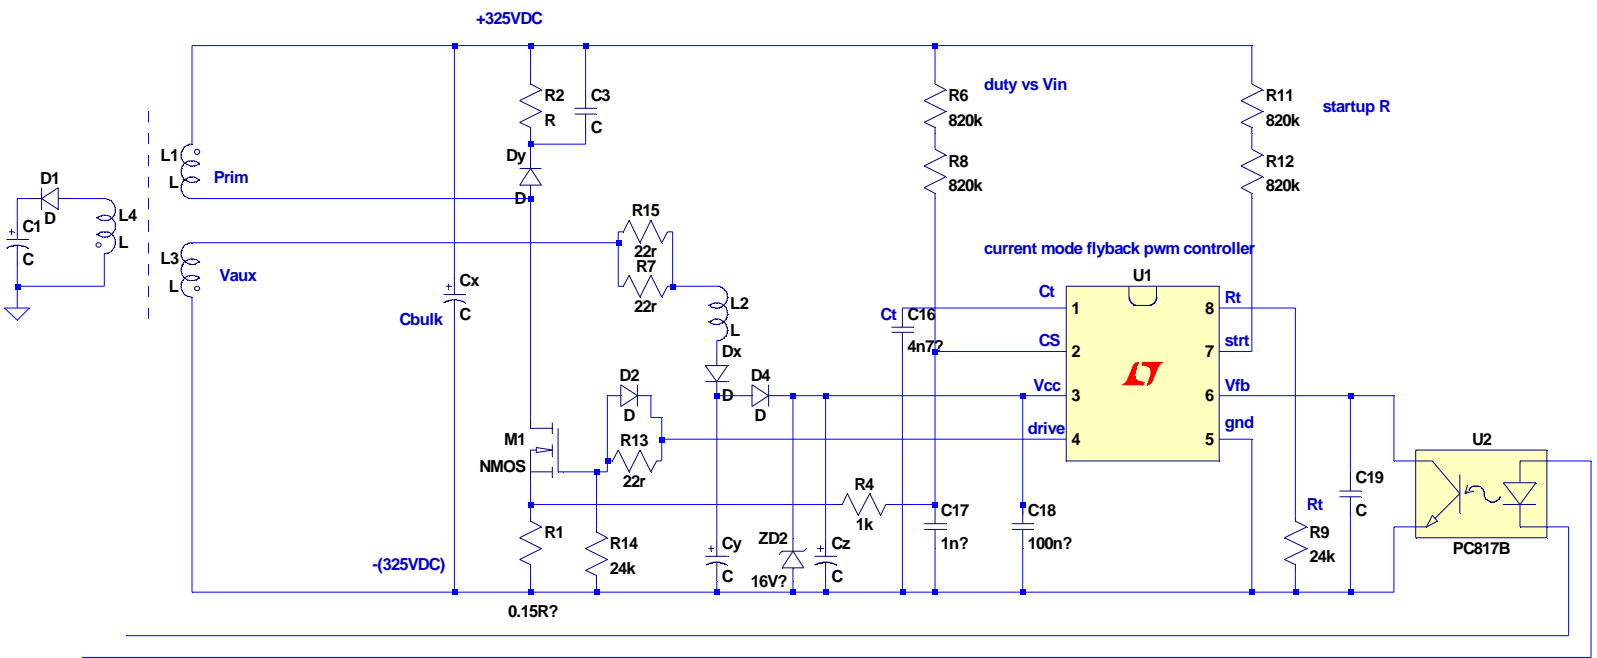 +325VDC
duty vs Vin
startup R
R2
R
C3
C
R6
820k
R11
820k
L1
L
Prim
Dy
D
R8
820k
R12
820k
D1
D
C1
C
L4
L
R15
22r
R7
22r
current mode flyback pwm controller
U1
L3
L
Vaux
Cx
C
Cbulk
L2
L
Ct
C16
4n7?
Ct
CS
Vcc
drive
1
2
3
4
8
7
6
5
Rt
strt
Vfb
gnd
Dx
D
D4
D
D2
D
R13
22r
M1
NMOS
U2
PC817B
R4
1k
C17
1n?
C18
100n?
Rt
R9
24k
C19
C
R1
0.15R?
R14
24k
Cy
C
ZD2
16V?
Cz
C
-(325VDC)